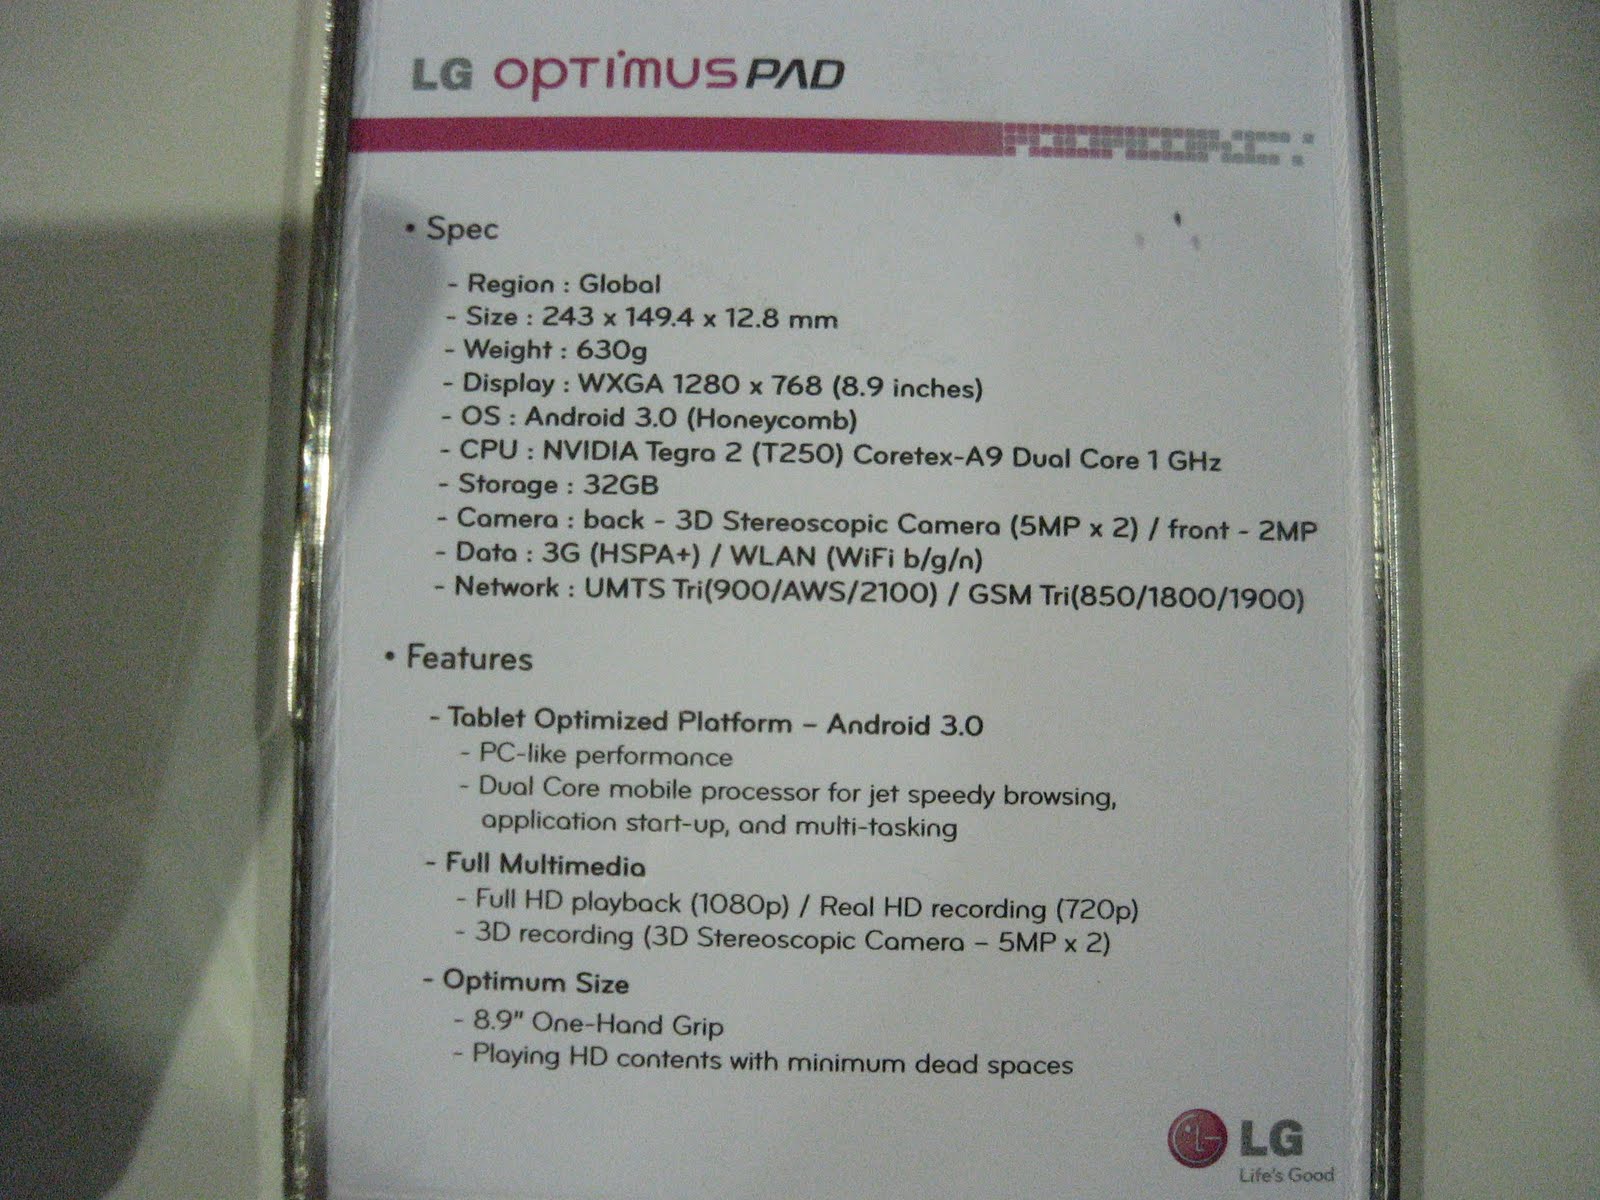 LG OPTIMUS PAD
• Spec
- Region : Global
- Size : 243 x 149.4 x 12.8 mm
- Weight : 630g
- Display : WXGA 1280 x 768 (8.9 inches)
- OS : Android 3.0 (Honeycomb)
- CPU : NVIDIA Tegra 2 (T250) Coretex-A9 Dual Core 1 GHz
- Storage : 32GB
- Camera : back - 3D Stereoscopic Camera (5MP x 2) / front - 2MP
- Data : 3G (HSPA+) / WLAN (WiFi b/g/n)
- Network : UMTS Tri(900/AWS/2100) / GSM Tri(850/1800/1900)
• Features
- Tablet Optimized Platform – Android 3.0
- PC-like performance
- Dual Core mobile processor for jet speedy browsing,
application start-up, and multi-tasking
- Full Multimedia
- Full HD playback (1080p) / Real HD recording (720p)
- 3D recording (3D Stereoscopic Camera – 5MP x 2)
- Optimum Size
- 8.9" One-Hand Grip
- Playing HD contents with minimum dead spaces
LG
Life's Good